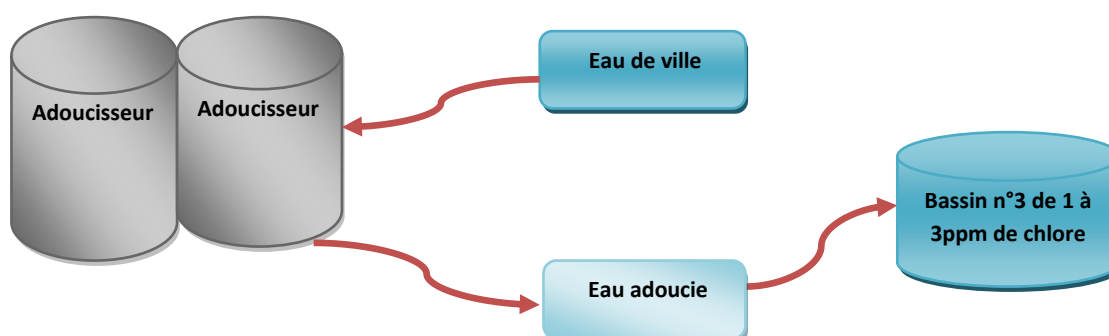 Eau de ville
Adoucisseur
Adoucisseur
Bassin n°3 de 1 à
3ppm de chlore
Eau adoucie